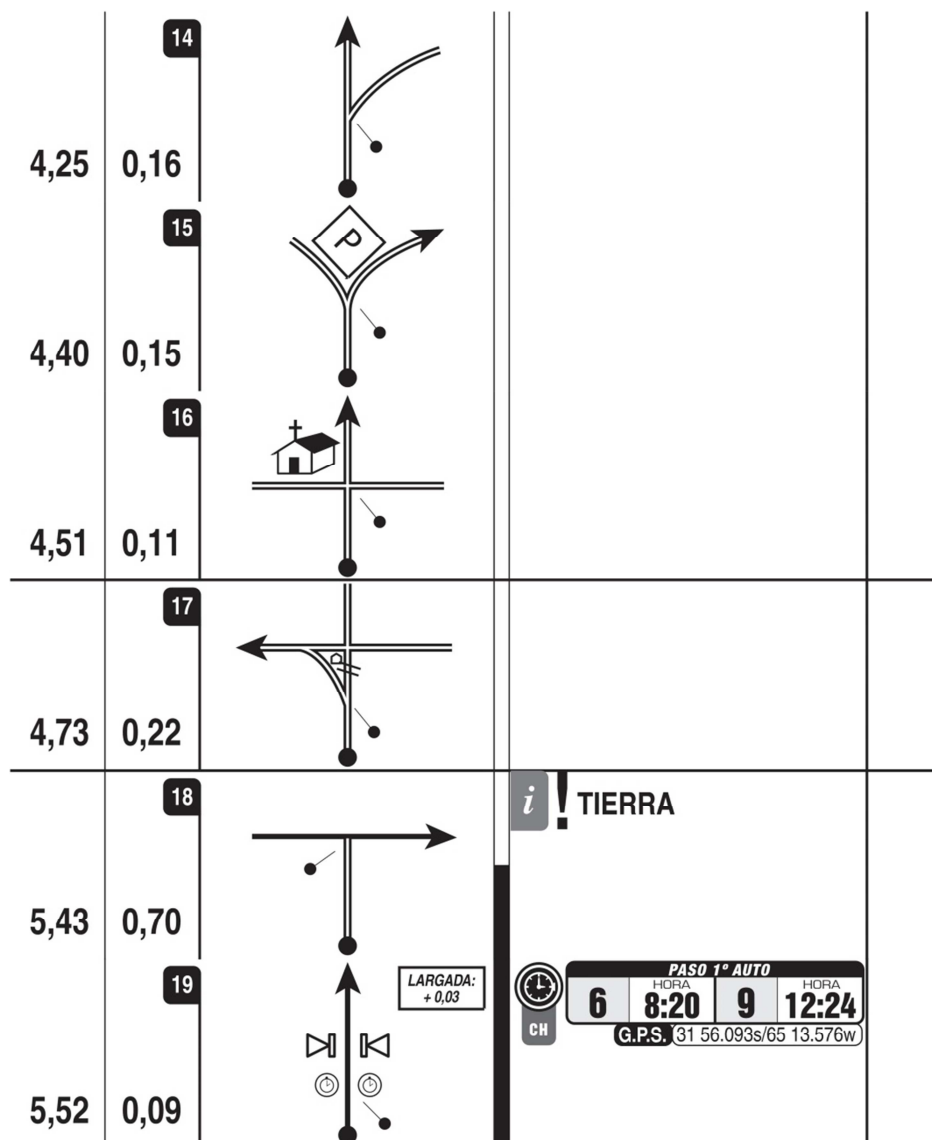 14
4,25 0,16
15
P
4,40 0,15
16
4,51 0,11
17
4,73 0,22
18
i ! TIERRA
5,43 0,70
19
LARGADA:
+ 0,03
PASO 1º AUTO
6 HORA 8:20 9 HORA 12:24
CH
G.P.S. 31 56.093s/65 13.576w
5,52 0,09